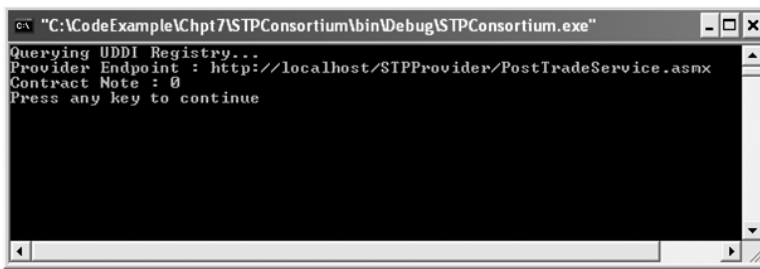 "C:\CodeExample\Chpt7\STPConsortium\bin\Debug\STPConsortium.exe"
Querying UDDI Registry...
Provider Endpoint : http://localhost/STPProvider/PostTradeService.asmx
Contract Note : 0
Press any key to continue